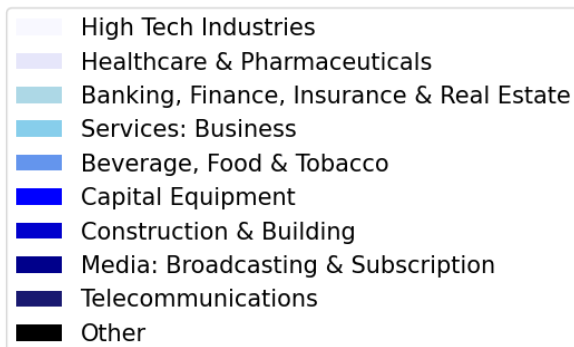 High Tech Industries
Healthcare & Pharmaceuticals
Banking, Finance, Insurance & Real Estate
Services: Business
Beverage, Food & Tobacco
Capital Equipment
Construction & Building
Media: Broadcasting & Subscription
Telecommunications
Other